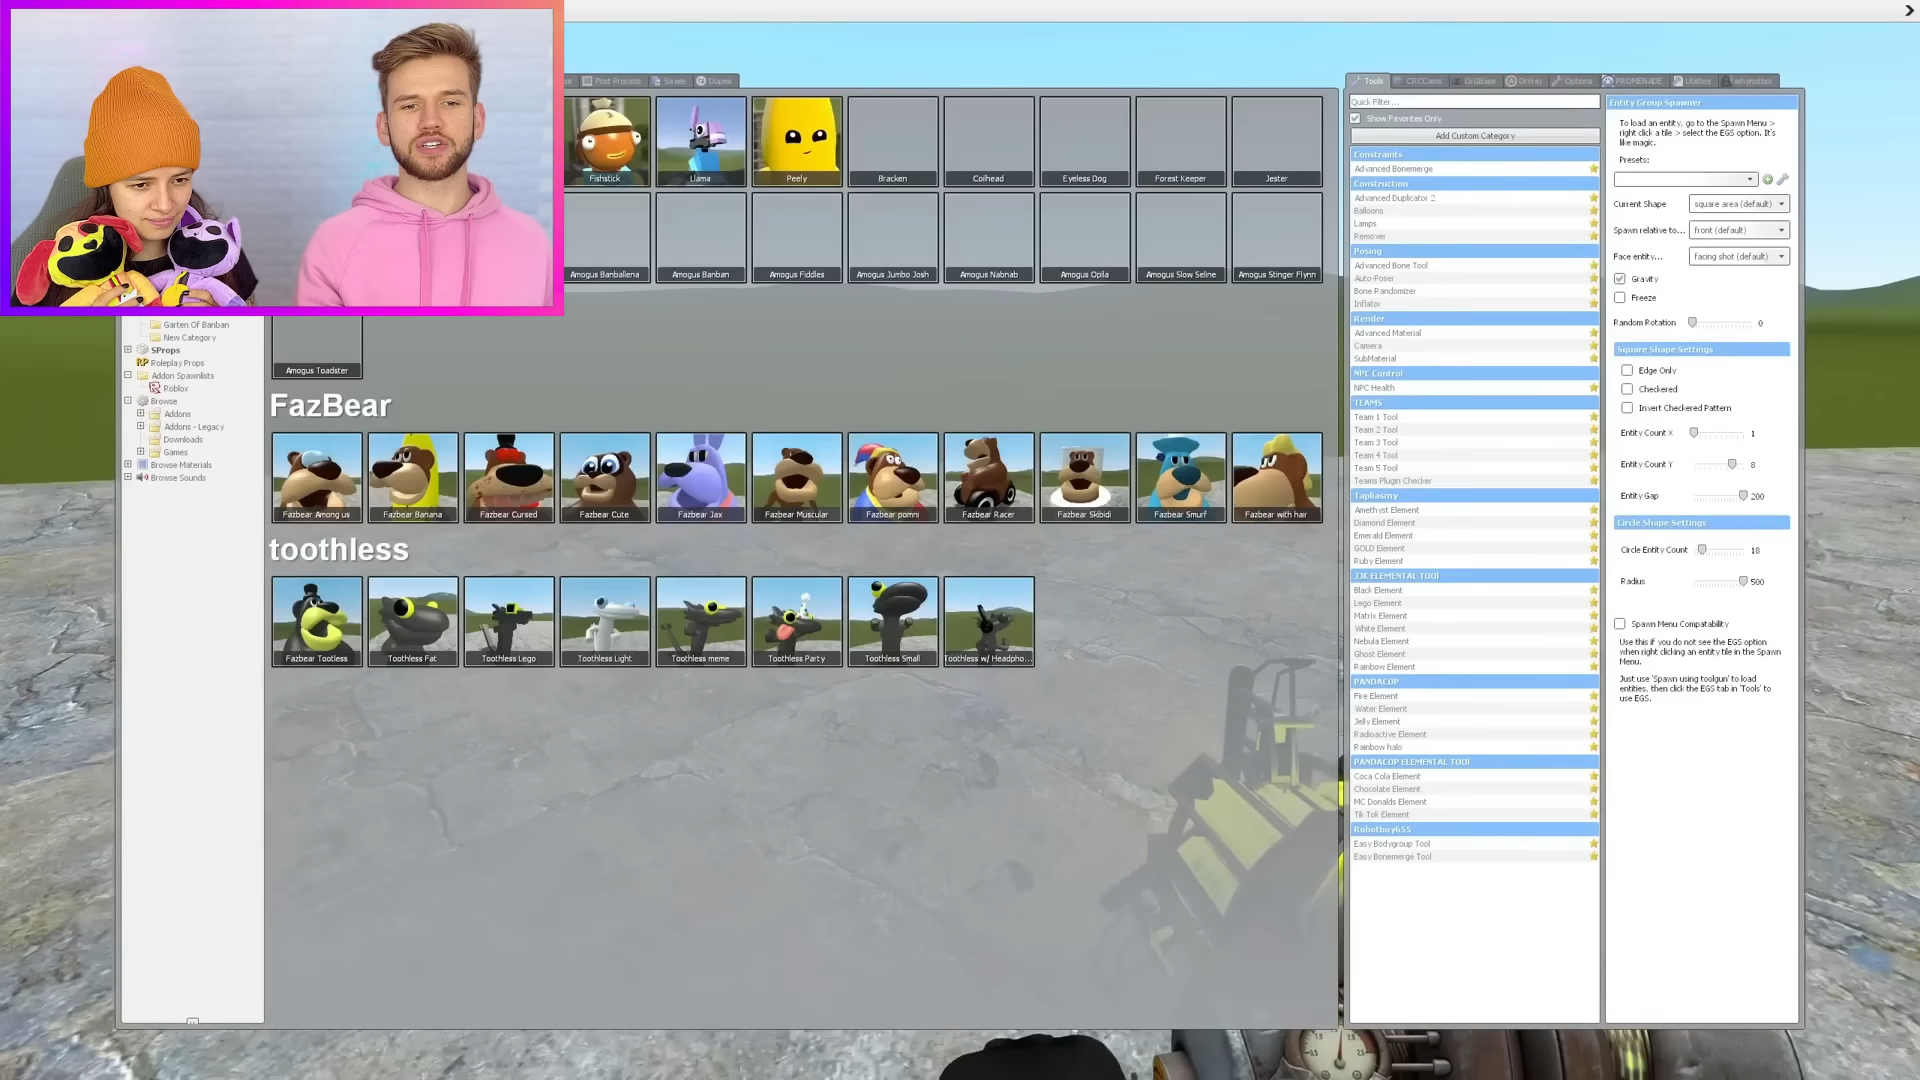 Post Process
Saves
Dupes
Fishstick
Llama
Peely
Bracken
Coilhead
Eyeless Dog
Forest Keeper
Jester
Amogus Banbaliena
Amogus Banban
Amogus Fiddles
Amogus Jumbo Josh
Amogus Nabnab
Amogus Opila
Amogus Slow Seline
Amogus Stinger Flynn
Amogus Toadster
FazBear
Fazbear Among us
Fazbear Banana
Fazbear Cursed
Fazbear Cute
Fazbear Jax
Fazbear Muscular
Fazbear pomni
Fazbear Racer
Fazbear Skibidi
Fazbear Smurf
Fazbear with hair
toothless
Fazbear Tootless
Toothless Fat
Toothless Lego
Toothless Light
Toothless meme
Toothless Party
Toothless Small
Toothless w/ Headpho...
Garten Of Banban
New Category
SProps
RP Roleplay Props
Addon Spawnlists
Roblox
Browse
Addons
Addons - Legacy
Downloads
Games
Browse Materials
Browse Sounds
Tools
CRCCams
DrGBase
DrVrej
Options
PROMENADE
Utilities
whynotboi
Quick Filter...
Show Favorites Only
Add Custom Category
Constraints
Advanced Bonemerge
Construction
Advanced Duplicator 2
Balloons
Lamps
Remover
Posing
Advanced Bone Tool
Auto-Poser
Bone Randomizer
Inflator
Render
Advanced Material
Camera
SubMaterial
NPC Control
NPC Health
TEAMS
Team 1 Tool
Team 2 Tool
Team 3 Tool
Team 4 Tool
Team 5 Tool
Teams Plugin Checker
Tapliasmy
Amethyst Element
Diamond Element
Emerald Element
GOLD Element
Ruby Element
JJK ELEMENTAL TOOl
Black Element
Lego Element
Matrix Element
White Element
Nebula Element
Ghost Element
Rainbow Element
PANDACOP
Fire Element
Water Element
Jelly Element
Radioactive Element
Rainbow halo
PANDACOP ELEMENTAL TOOl
Coca Cola Element
Chocolate Element
MC Donalds Element
Tik Tok Element
Robotboy655
Easy Bodygroup Tool
Easy Bonemerge Tool
Entity Group Spawner
To load an entity, go to the Spawn Menu >
right click a tile > select the EGS option. It's
like magic.
Presets:
Current Shape
square area (default)
Spawn relative to...
front (default)
Face entity...
facing shot (default)
Gravity
Freeze
Random Rotation 0
Square Shape Settings
Edge Only
Checkered
Invert Checkered Pattern
Entity Count X 1
Entity Count Y 8
Entity Gap 200
Circle Shape Settings
Circle Entity Count 18
Radius 500
Spawn Menu Compatability
Use this if you do not see the EGS option
when right clicking an entity tile in the Spawn
Menu.
Just use 'Spawn using toolgun' to load
entities, then click the EGS tab in 'Tools' to
use EGS.